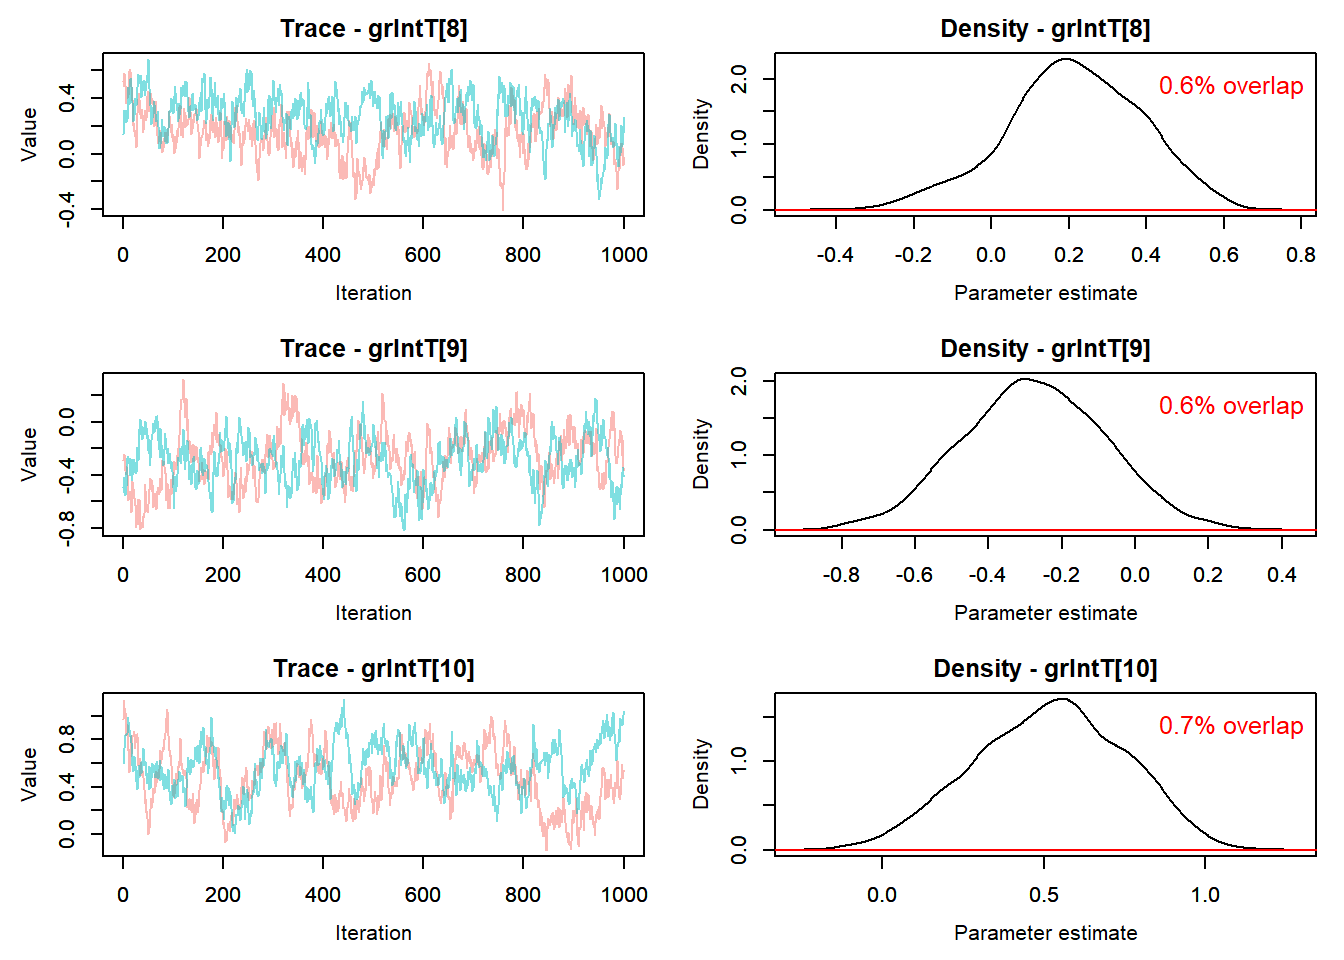 Trace - grIntT[8]
Value
-0.4
0.0
0.4
0
200
400
600
800
1000
Iteration
Density - grIntT[8]
0.6% overlap
Density
0.0
1.0
2.0
-0.4
-0.2
0.0
0.2
0.4
0.6
0.8
Parameter estimate
Trace - grIntT[9]
Value
-0.8
-0.4
0.0
0
200
400
600
800
1000
Iteration
Density - grIntT[9]
0.6% overlap
Density
0.0
1.0
2.0
-0.8
-0.6
-0.4
-0.2
0.0
0.2
0.4
Parameter estimate
Trace - grIntT[10]
Value
0.0
0.4
0.8
0
200
400
600
800
1000
Iteration
Density - grIntT[10]
0.7% overlap
Density
0.0
1.0
0.0
0.5
1.0
Parameter estimate